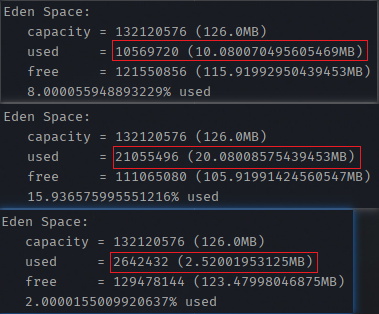 Eden Space:
capacity = 132120576 (126.0MB)
used = 10569720 (10.080070495605469MB)
free = 121550856 (115.91992950439453MB)
8.000055948893229% used
Eden Space:
capacity = 132120576 (126.0MB)
used = 21055496 (20.08008575439453MB)
free = 111065080 (105.91991424560547MB)
15.936575995551216% used
Eden Space:
capacity = 132120576 (126.0MB)
used = 2642432 (2.52001953125MB)
free = 129478144 (123.47998046875MB)
2.0000155009920637% used